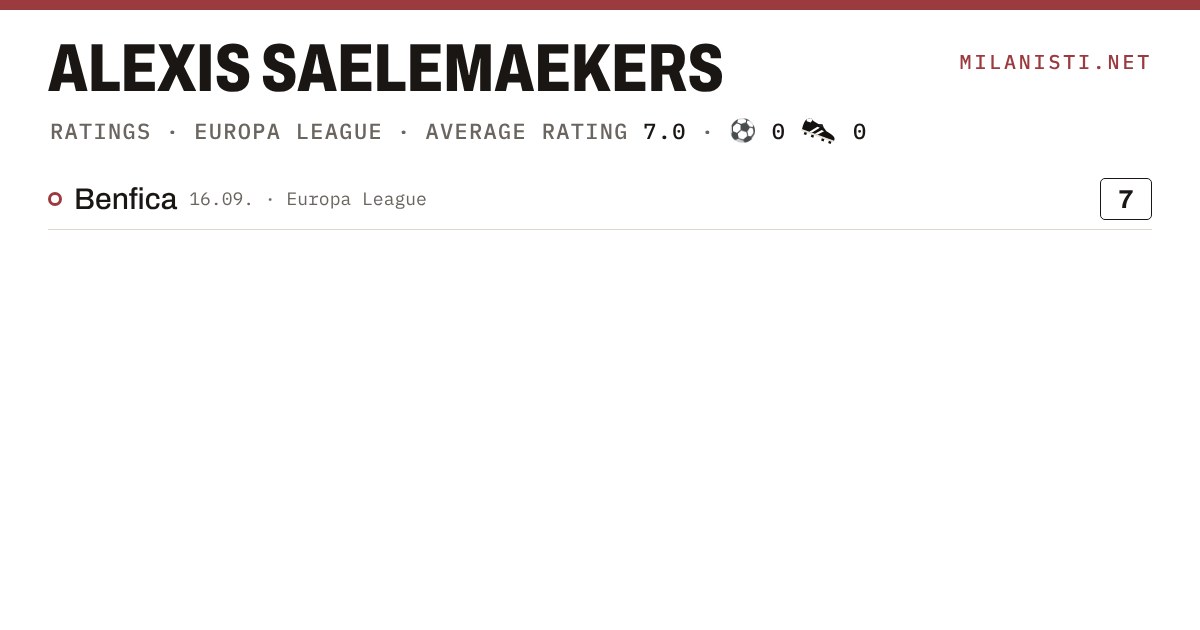 ALEXIS SAELEMAEKERS
MILANISTI.NET
RATINGS · EUROPA LEAGUE · AVERAGE RATING 7.0 · ⚽ 0 👟 0
Benfica 16.09. · Europa League 7